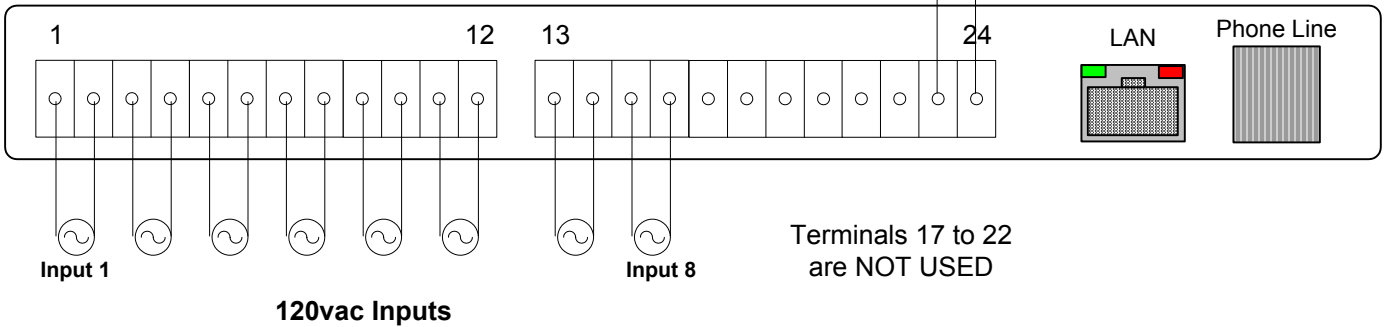 1 12 13 24 LAN Phone Line
Input 1 Input 8
Terminals 17 to 22
are NOT USED
120vac Inputs